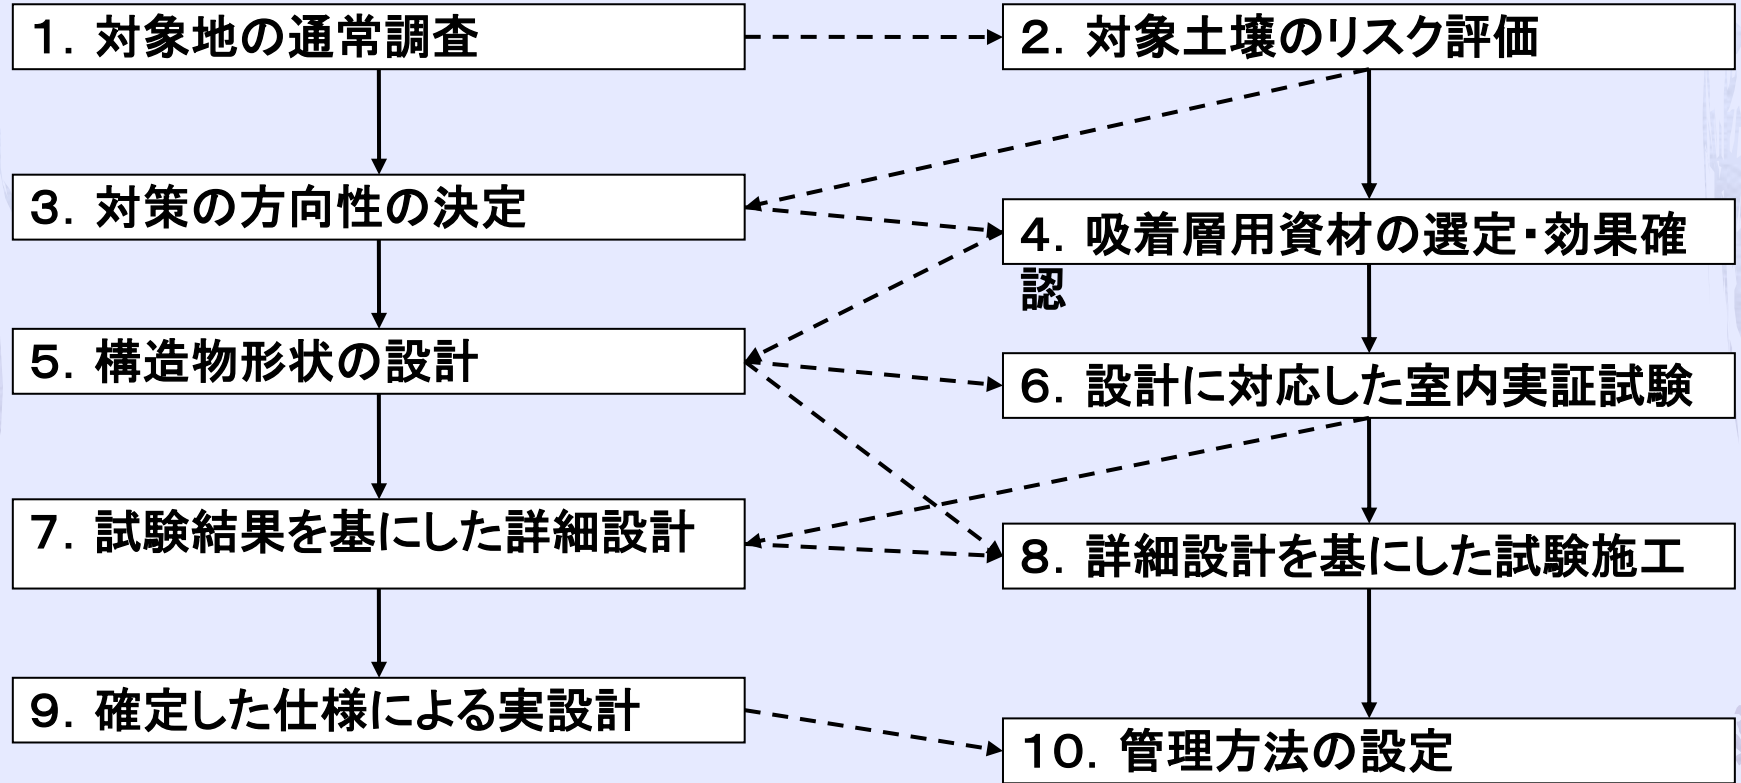 １．対象地の通常調査
２．対象土壌のリスク評価
３．対策の方向性の決定
４．吸着層用資材の選定・効果確
認
５．構造物形状の設計
６．設計に対応した室内実証試験
７．試験結果を基にした詳細設計
８．詳細設計を基にした試験施工
９．確定した仕様による実設計
１０．管理方法の設定